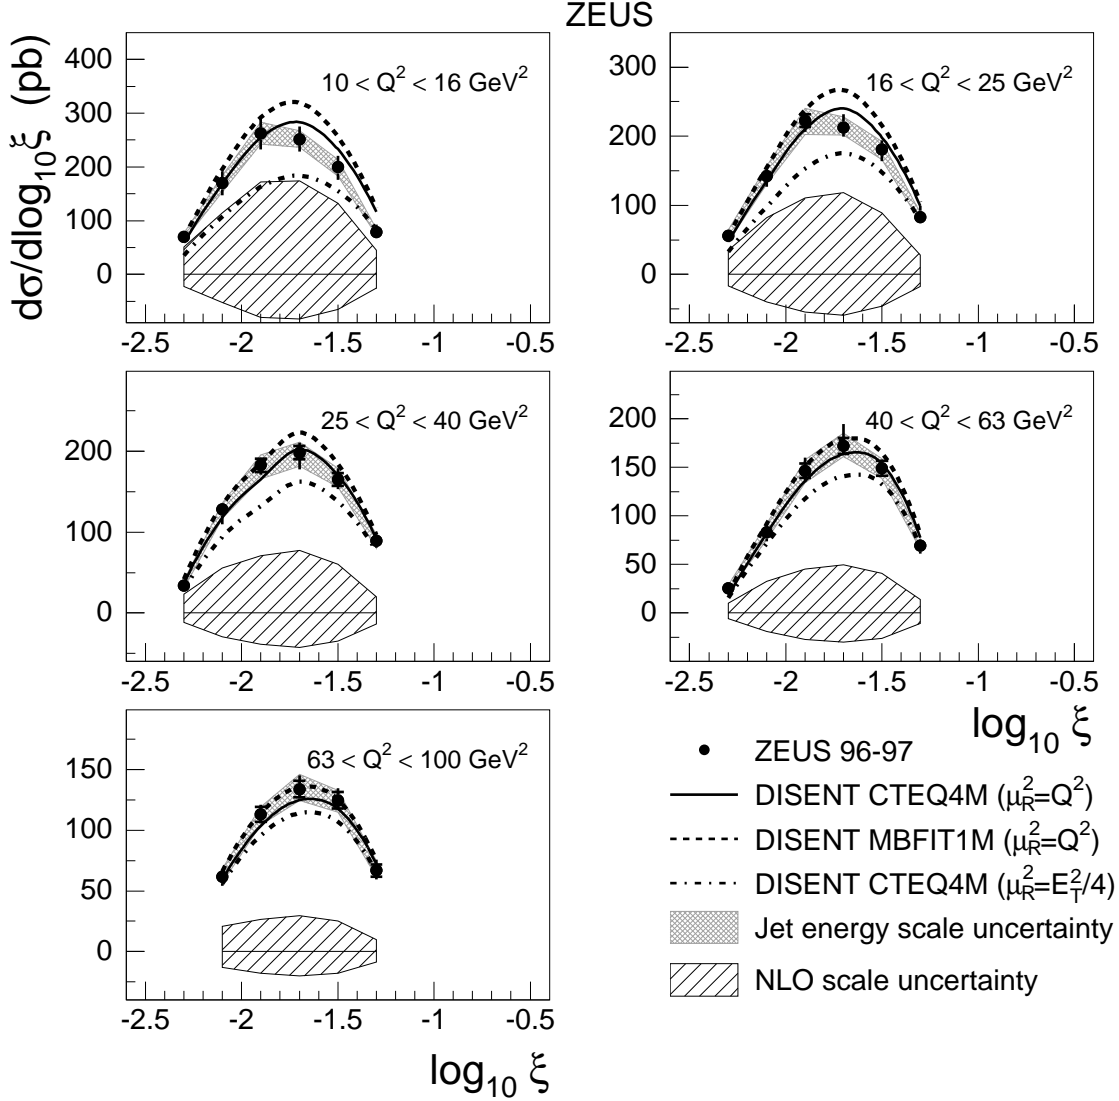 ZEUS
dσ/dlog₁₀ξ (pb)
10 < Q² < 16 GeV²
400
300
200
100
0
-2.5 -2 -1.5 -1 -0.5
16 < Q² < 25 GeV²
300
200
100
0
-2.5 -2 -1.5 -1 -0.5
25 < Q² < 40 GeV²
200
100
0
-2.5 -2 -1.5 -1 -0.5
40 < Q² < 63 GeV²
200
150
100
50
0
-2.5 -2 -1.5 -1 -0.5
log₁₀ ξ
63 < Q² < 100 GeV²
150
100
50
0
-2.5 -2 -1.5 -1 -0.5
log₁₀ ξ
ZEUS 96-97
DISENT CTEQ4M (μ_R²=Q²)
DISENT MBFIT1M (μ_R²=Q²)
DISENT CTEQ4M (μ_R²=E_T²/4)
Jet energy scale uncertainty
NLO scale uncertainty